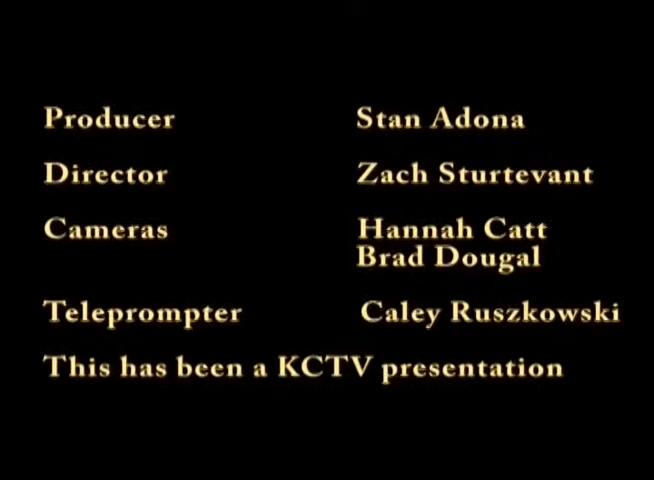 Producer Stan Adona
Director Zach Sturtevant
Cameras Hannah Catt
Brad Dougal
Teleprompter Caley Ruszkowski
This has been a KCTV presentation